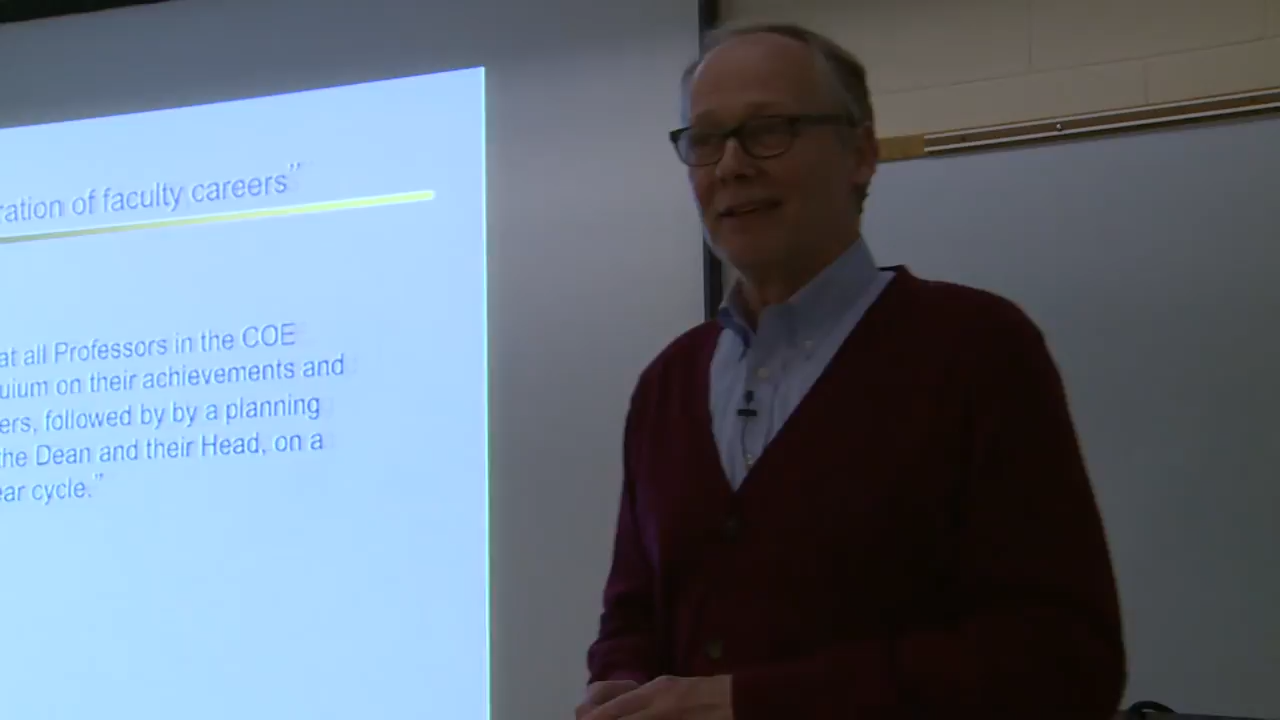 ration of faculty careers”
at all Professors in the COE
uium on their achievements and
ers, followed by by a planning
the Dean and their Head, on a
ear cycle.”